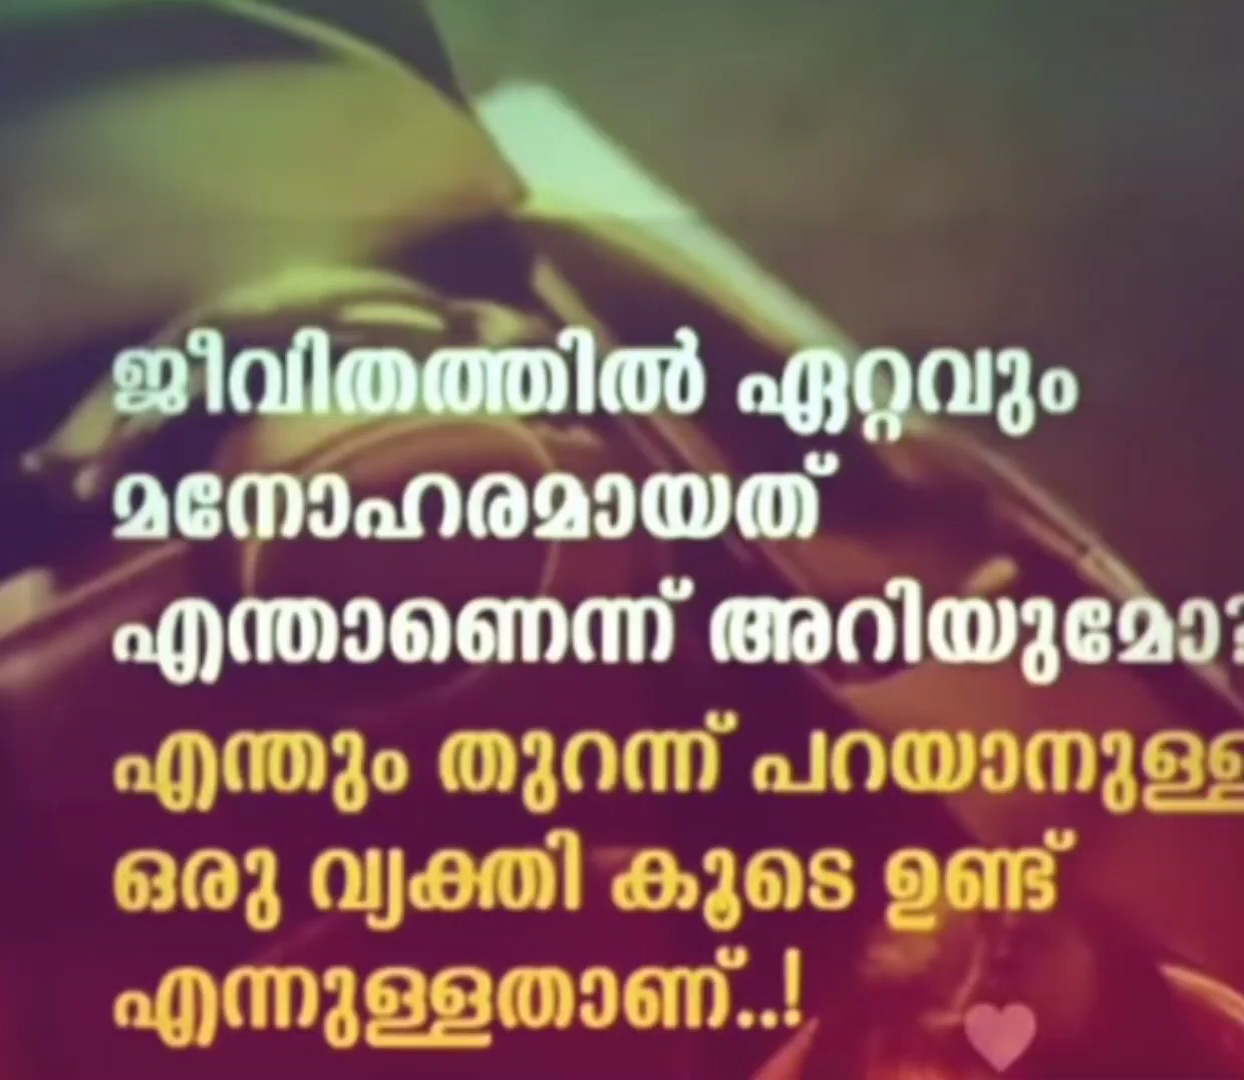 ജീവിതത്തിൽ ഏറ്റവും
മനോഹരമായത്
എന്താണെന്ന് അറിയുമോ?
എന്തും തുറന്ന് പറയാനുള്ള
ഒരു വ്യക്തി കൂടെ ഉണ്ട്
എന്നുള്ളതാണ്..!